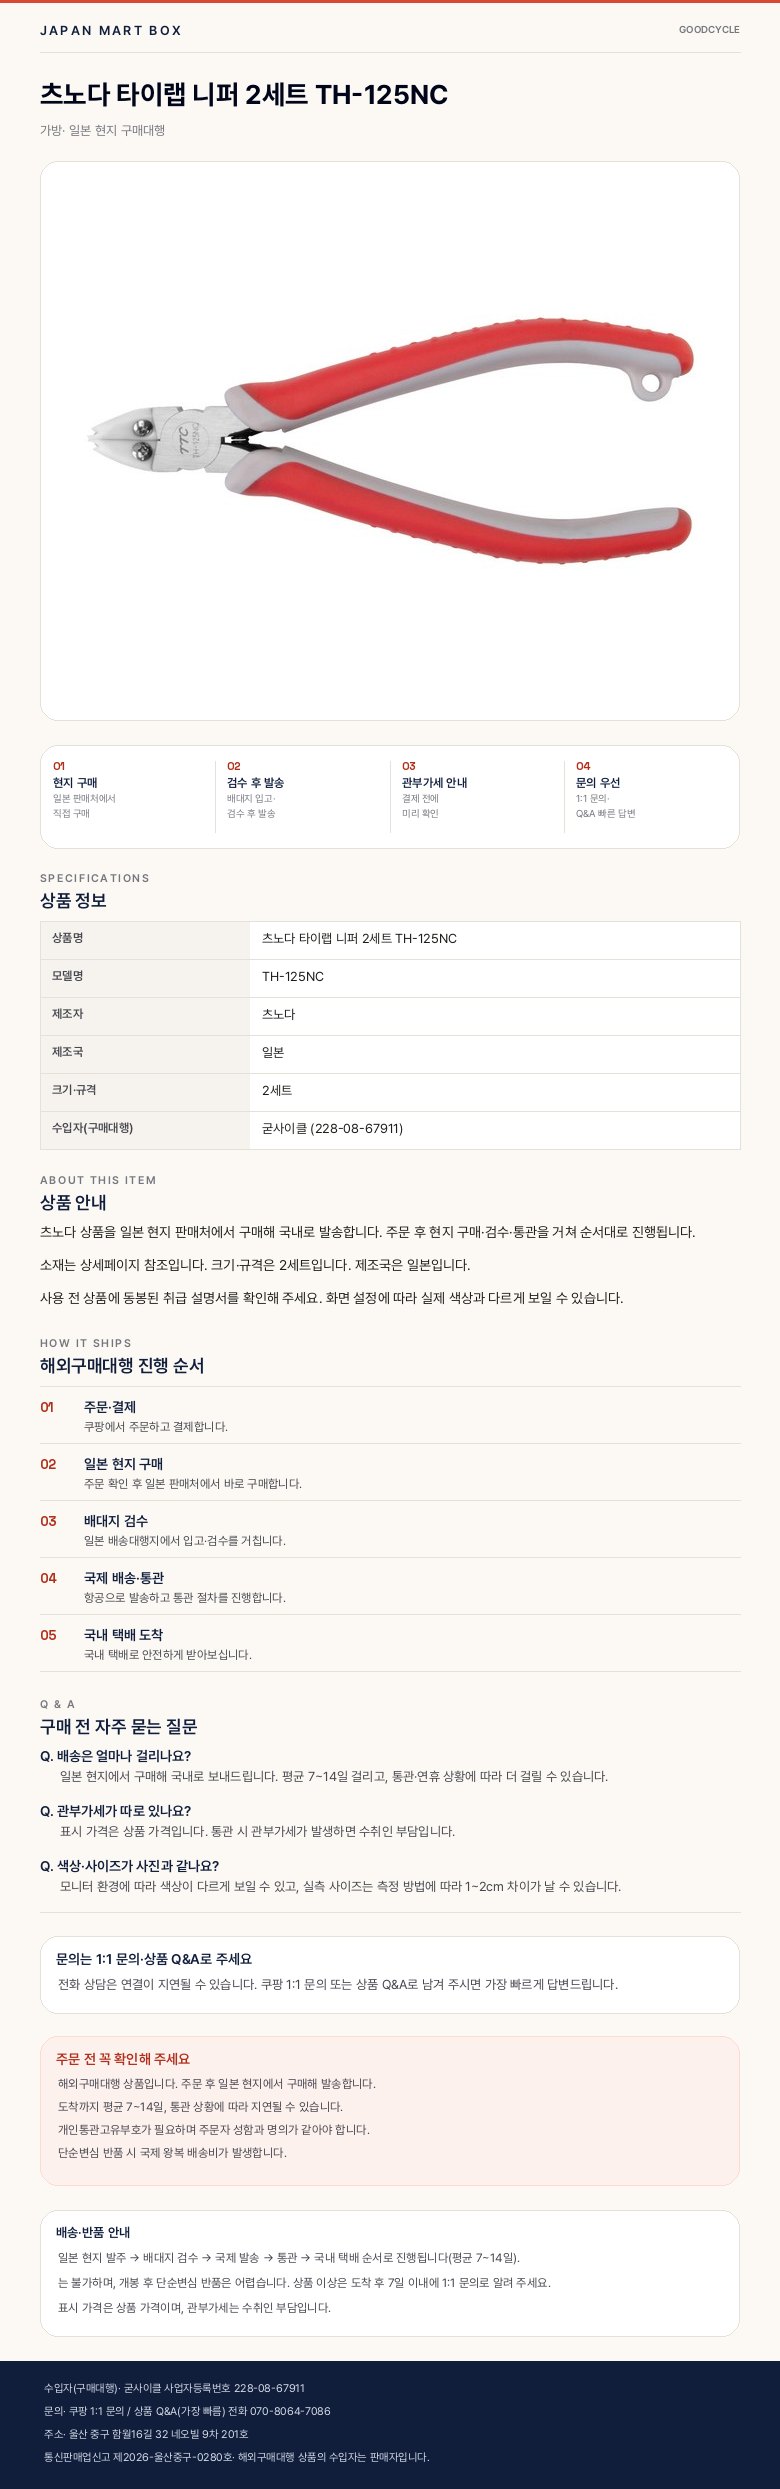 JAPAN MART BOX
GOODCYCLE
츠노다 타이랩 니퍼 2세트 TH-125NC
가방· 일본 현지 구매대행
TTC
TH-125NC
01
현지 구매
일본 판매처에서
직접 구매
02
검수 후 발송
배대지 입고·
검수 후 발송
03
관부가세 안내
결제 전에
미리 확인
04
문의 우선
1:1 문의·
Q&A 빠른 답변
SPECIFICATIONS
상품 정보
상품명 츠노다 타이랩 니퍼 2세트 TH-125NC
모델명 TH-125NC
제조자 츠노다
제조국 일본
크기·규격 2세트
수입자(구매대행) 굳사이클 (228-08-67911)
ABOUT THIS ITEM
상품 안내
츠노다 상품을 일본 현지 판매처에서 구매해 국내로 발송합니다. 주문 후 현지 구매·검수·통관을 거쳐 순서대로 진행됩니다.
소재는 상세페이지 참조입니다. 크기·규격은 2세트입니다. 제조국은 일본입니다.
사용 전 상품에 동봉된 취급 설명서를 확인해 주세요. 화면 설정에 따라 실제 색상과 다르게 보일 수 있습니다.
HOW IT SHIPS
해외구매대행 진행 순서
01 주문·결제
쿠팡에서 주문하고 결제합니다.
02 일본 현지 구매
주문 확인 후 일본 판매처에서 바로 구매합니다.
03 배대지 검수
일본 배송대행지에서 입고·검수를 거칩니다.
04 국제 배송·통관
항공으로 발송하고 통관 절차를 진행합니다.
05 국내 택배 도착
국내 택배로 안전하게 받아보십니다.
Q & A
구매 전 자주 묻는 질문
Q. 배송은 얼마나 걸리나요?
일본 현지에서 구매해 국내로 보내드립니다. 평균 7~14일 걸리고, 통관·연휴 상황에 따라 더 걸릴 수 있습니다.
Q. 관부가세가 따로 있나요?
표시 가격은 상품 가격입니다. 통관 시 관부가세가 발생하면 수취인 부담입니다.
Q. 색상·사이즈가 사진과 같나요?
모니터 환경에 따라 색상이 다르게 보일 수 있고, 실측 사이즈는 측정 방법에 따라 1~2cm 차이가 날 수 있습니다.
문의는 1:1 문의·상품 Q&A로 주세요
전화 상담은 연결이 지연될 수 있습니다. 쿠팡 1:1 문의 또는 상품 Q&A로 남겨 주시면 가장 빠르게 답변드립니다.
주문 전 꼭 확인해 주세요
해외구매대행 상품입니다. 주문 후 일본 현지에서 구매해 발송합니다.
도착까지 평균 7~14일, 통관 상황에 따라 지연될 수 있습니다.
개인통관고유부호가 필요하며 주문자 성함과 명의가 같아야 합니다.
단순변심 반품 시 국제 왕복 배송비가 발생합니다.
배송·반품 안내
일본 현지 발주 → 배대지 검수 → 국제 발송 → 통관 → 국내 택배 순서로 진행됩니다(평균 7~14일).
는 불가하며, 개봉 후 단순변심 반품은 어렵습니다. 상품 이상은 도착 후 7일 이내에 1:1 문의로 알려 주세요.
표시 가격은 상품 가격이며, 관부가세는 수취인 부담입니다.
수입자(구매대행)· 굳사이클 사업자등록번호 228-08-67911
문의· 쿠팡 1:1 문의 / 상품 Q&A(가장 빠름) 전화 070-8064-7086
주소· 울산 중구 함월16길 32 네오빌 9차 201호
통신판매업신고 제2026-울산중구-0280호· 해외구매대행 상품의 수입자는 판매자입니다.